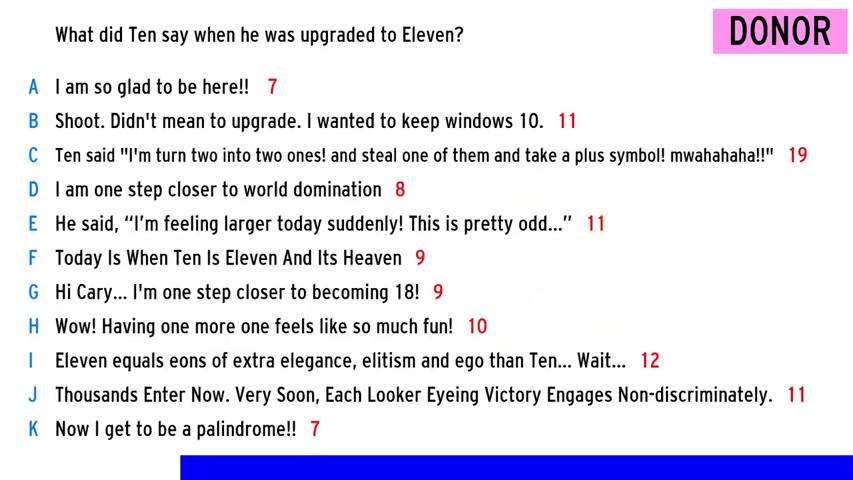 What did Ten say when he was upgraded to Eleven?
DONOR
A I am so glad to be here!! 7
B Shoot. Didn't mean to upgrade. I wanted to keep windows 10. 11
C Ten said "I'm turn two into two ones! and steal one of them and take a plus symbol! mwahahaha!!" 19
D I am one step closer to world domination 8
E He said, “I’m feeling larger today suddenly! This is pretty odd...” 11
F Today Is When Ten Is Eleven And Its Heaven 9
G Hi Cary... I'm one step closer to becoming 18! 9
H Wow! Having one more one feels like so much fun! 10
I Eleven equals eons of extra elegance, elitism and ego than Ten... Wait... 12
J Thousands Enter Now. Very Soon, Each Looker Eyeing Victory Engages Non-discriminately. 11
K Now I get to be a palindrome!! 7